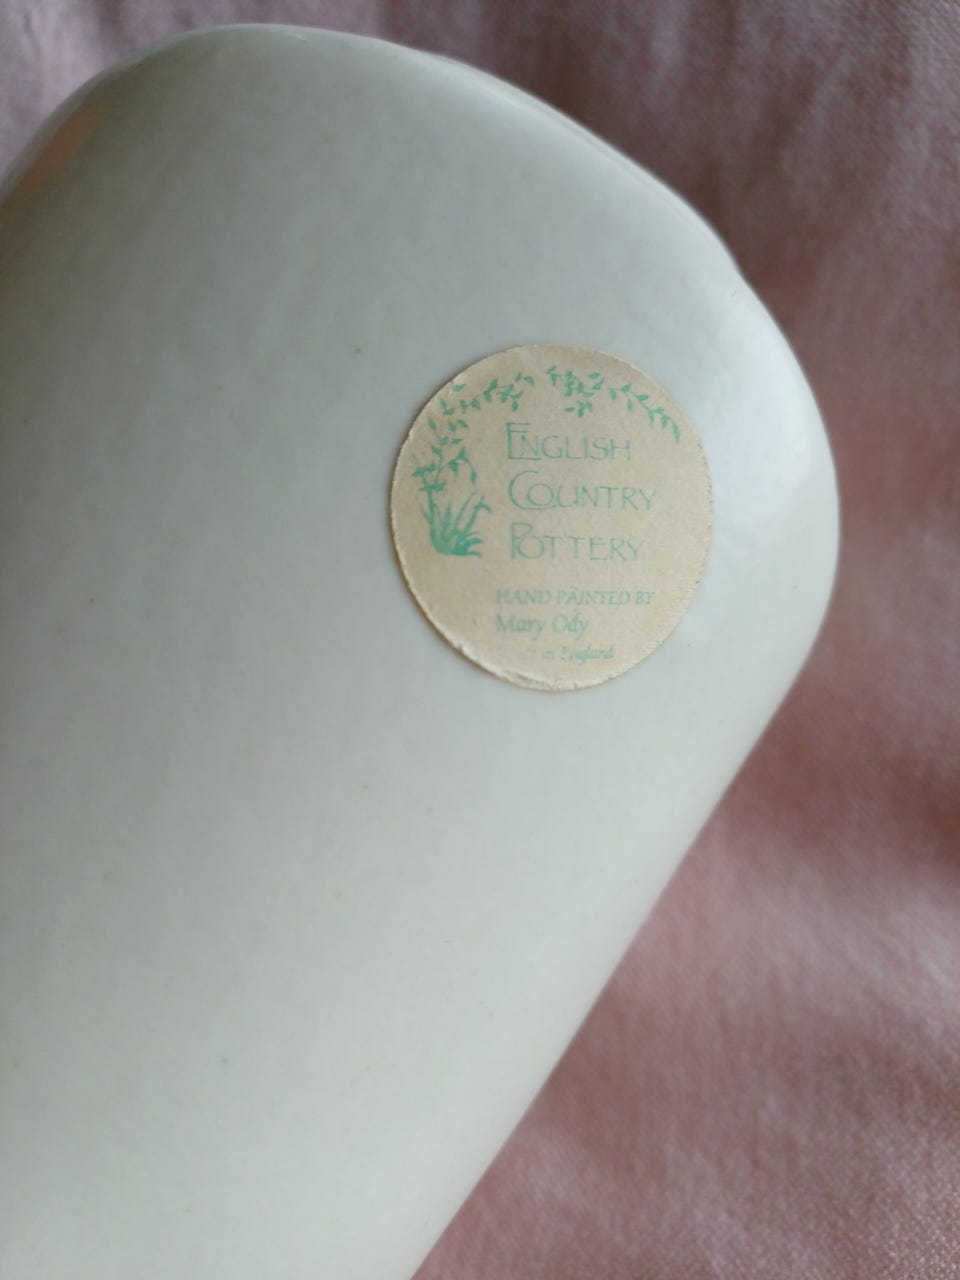 ENGLISH
COUNTRY
POTTERY
HAND PAINTED BY
Mary Ody
in England